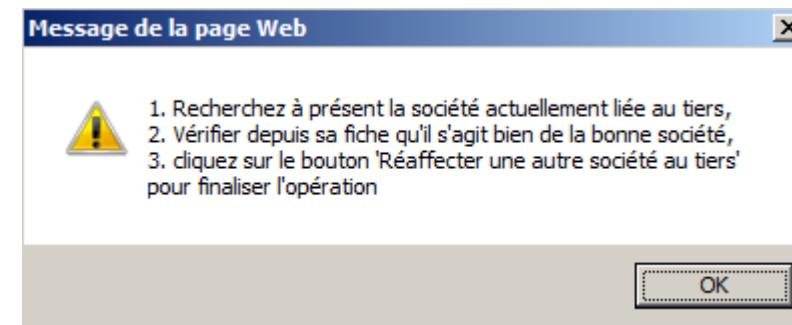 Message de la page Web
1. Recherchez à présent la société actuellement liée au tiers,
2. Vérifier depuis sa fiche qu'il s'agit bien de la bonne société,
3. cliquez sur le bouton 'Réaffecter une autre société au tiers'
pour finaliser l'opération
OK